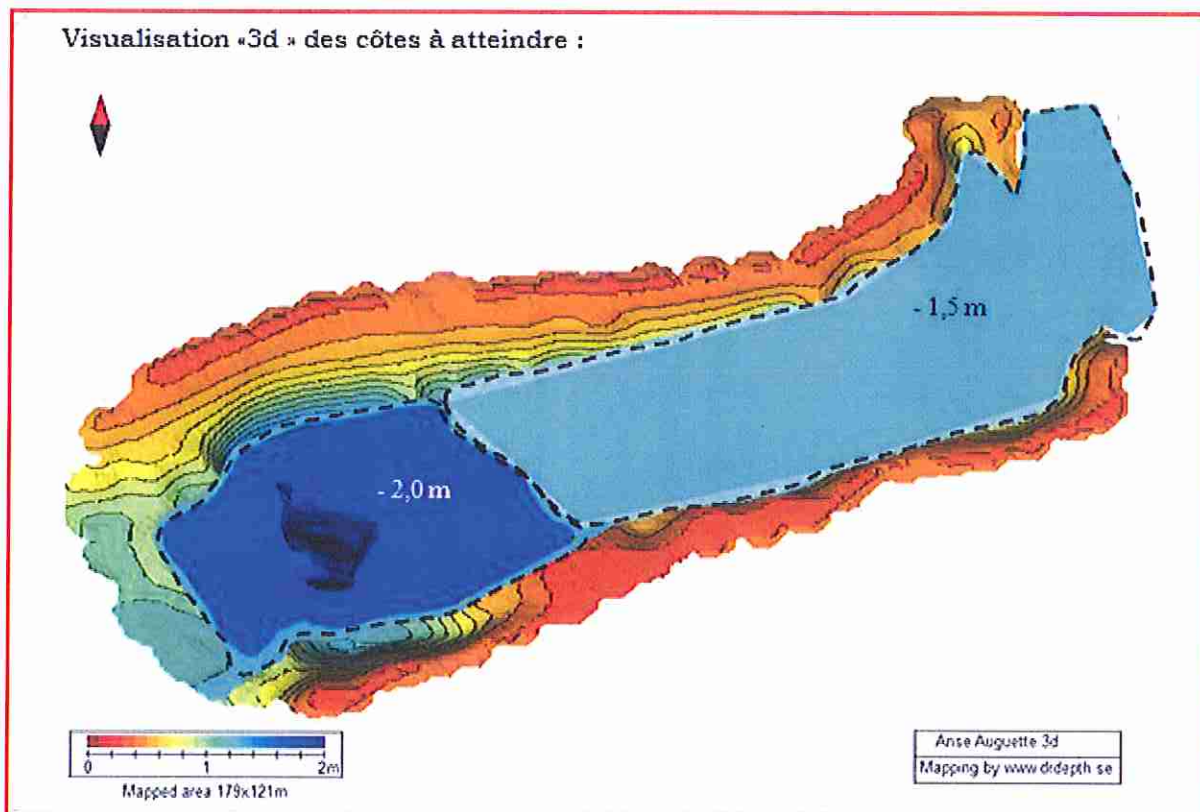 Visualisation «3d » des côtes à atteindre :
- 1,5 m
- 2,0 m
0 1 2m
Mapped area 179x121m
Anse Auguette 3d
Mapping by www.drdepth.se